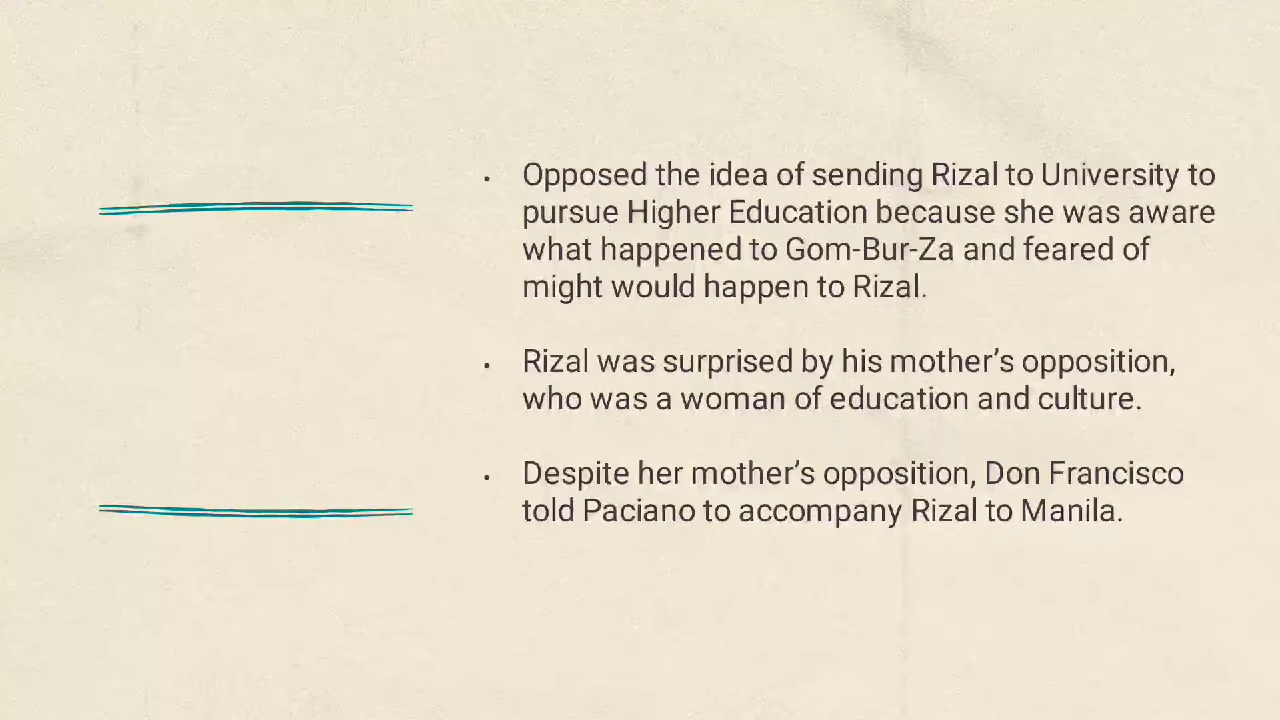 • Opposed the idea of sending Rizal to University to
pursue Higher Education because she was aware
what happened to Gom-Bur-Za and feared of
might would happen to Rizal.
• Rizal was surprised by his mother’s opposition,
who was a woman of education and culture.
• Despite her mother’s opposition, Don Francisco
told Paciano to accompany Rizal to Manila.